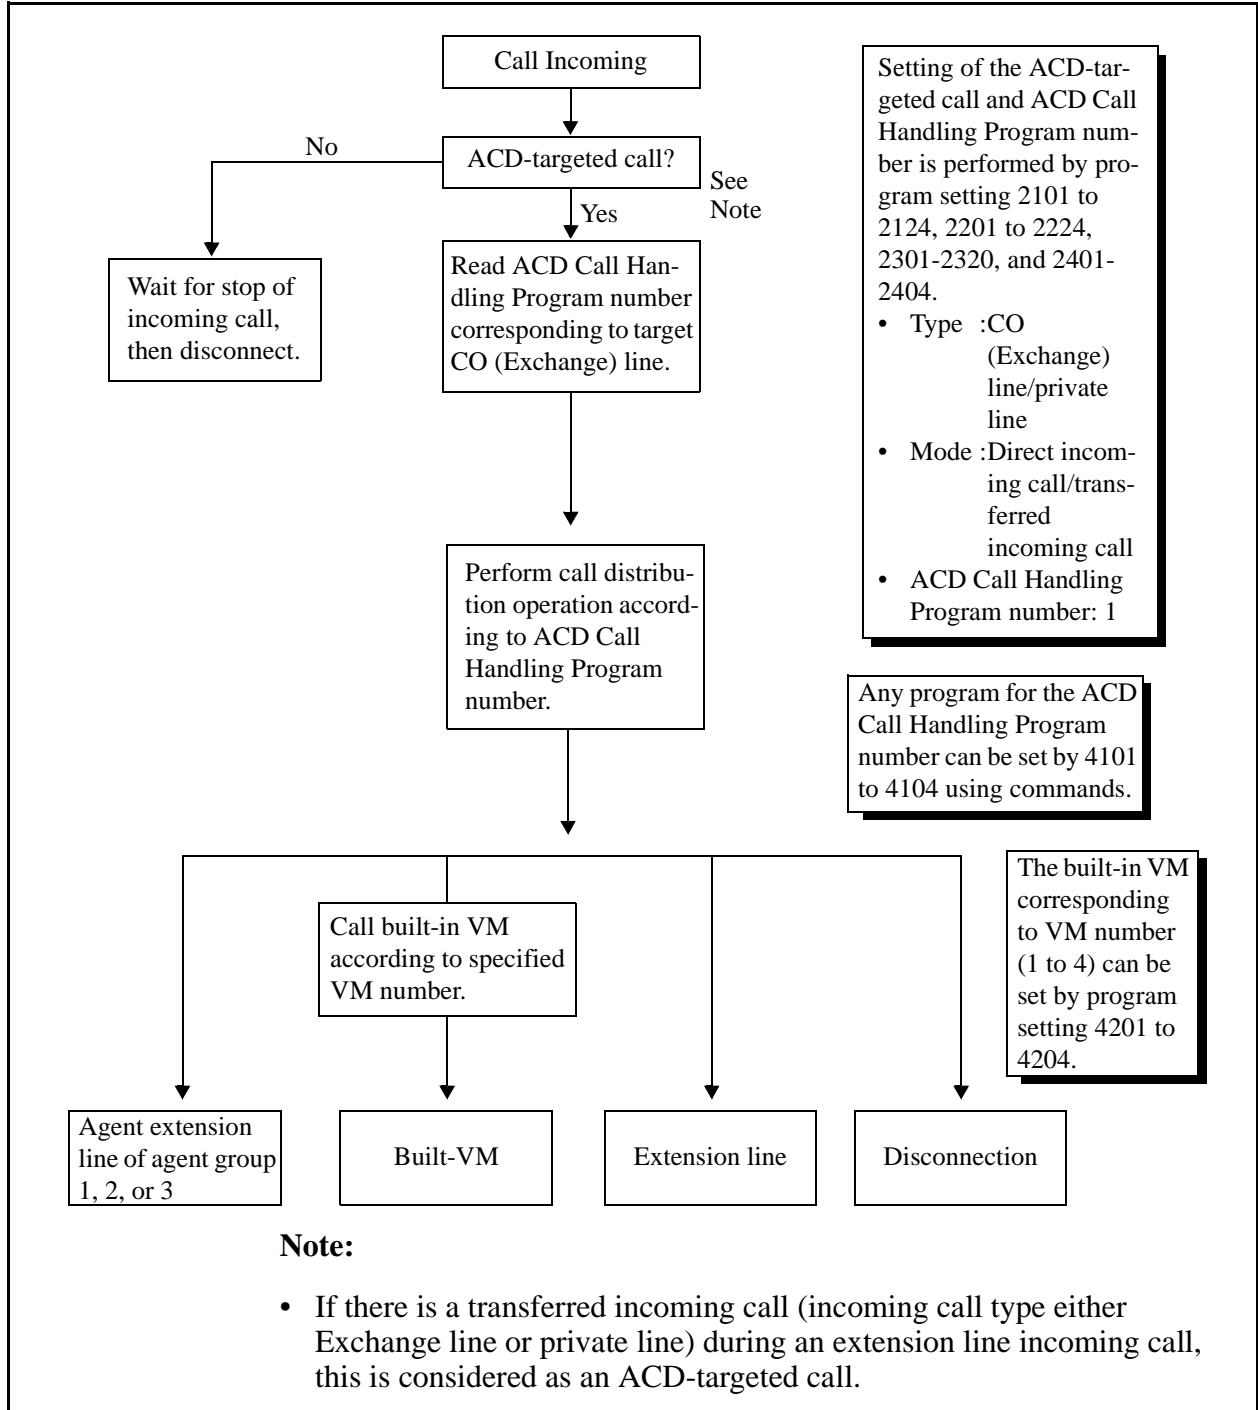 Call Incoming
No
ACD-targeted call?
See
Note
Yes
Wait for stop of
incoming call,
then disconnect.
Read ACD Call Han-
dling Program number
corresponding to target
CO (Exchange) line.
Setting of the ACD-tar-
geted call and ACD Call
Handling Program num-
ber is performed by pro-
gram setting 2101 to
2124, 2201 to 2224,
2301-2320, and 2401-
2404.
• Type :CO
(Exchange)
line/private
line
• Mode :Direct incom-
ing call/trans-
ferred
incoming call
• ACD Call Handling
Program number: 1
Perform call distribu-
tion operation accord-
ing to ACD Call
Handling Program
number.
Any program for the ACD
Call Handling Program
number can be set by 4101
to 4104 using commands.
Call built-in VM
according to specified
VM number.
The built-in VM
corresponding
to VM number
(1 to 4) can be
set by program
setting 4201 to
4204.
Agent extension
line of agent group
1, 2, or 3
Built-VM
Extension line
Disconnection
Note:
• If there is a transferred incoming call (incoming call type either
Exchange line or private line) during an extension line incoming call,
this is considered as an ACD-targeted call.